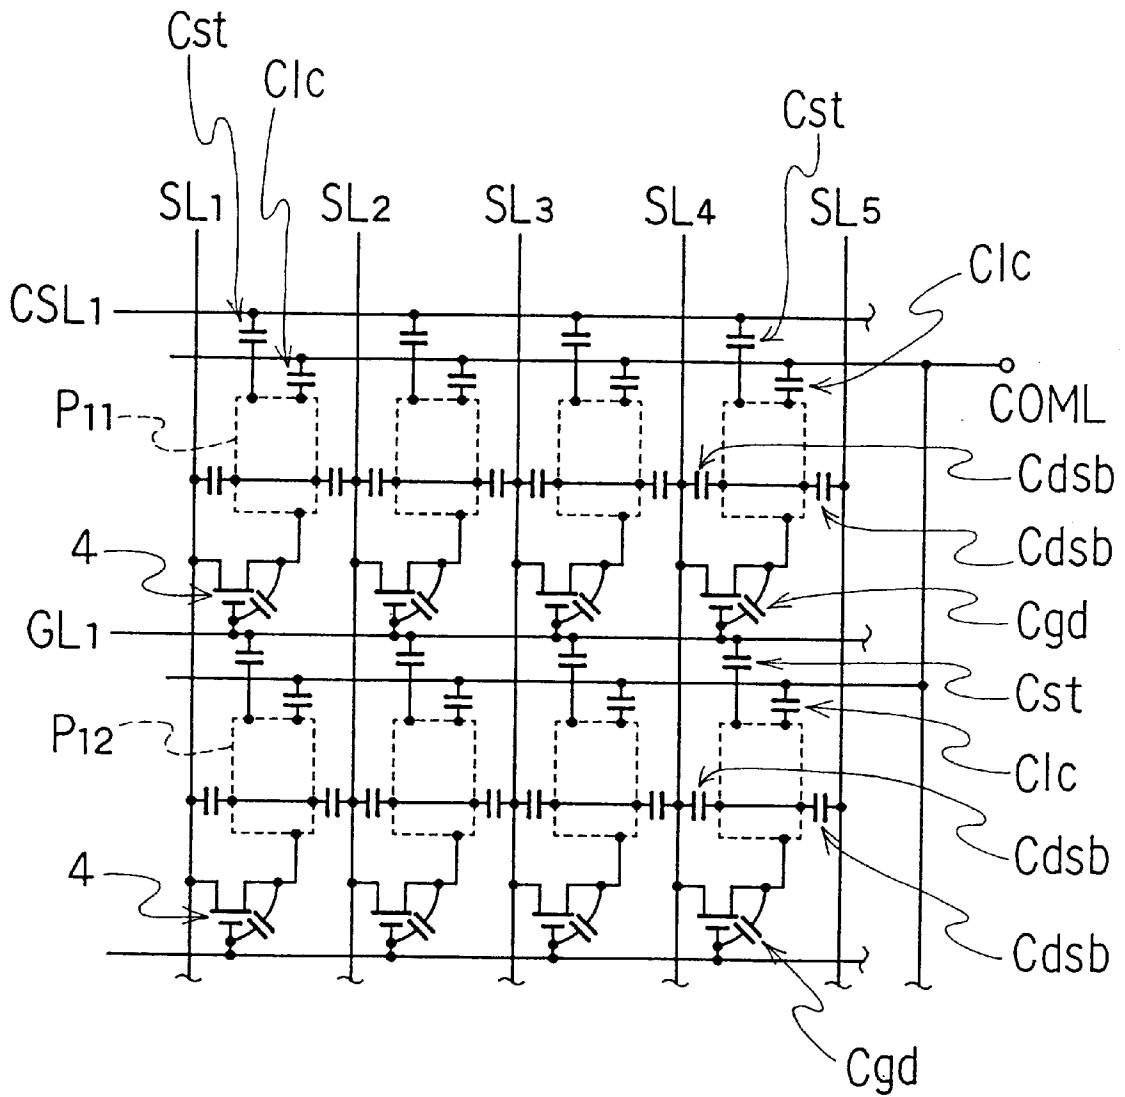 Cst
Clc
Cst
SL1 SL2 SL3 SL4 SL5
Clc
CSL1
COML
P11
Cdsb
4
Cdsb
Cgd
GL1
Cst
P12
Clc
Cdsb
4
Cdsb
Cgd